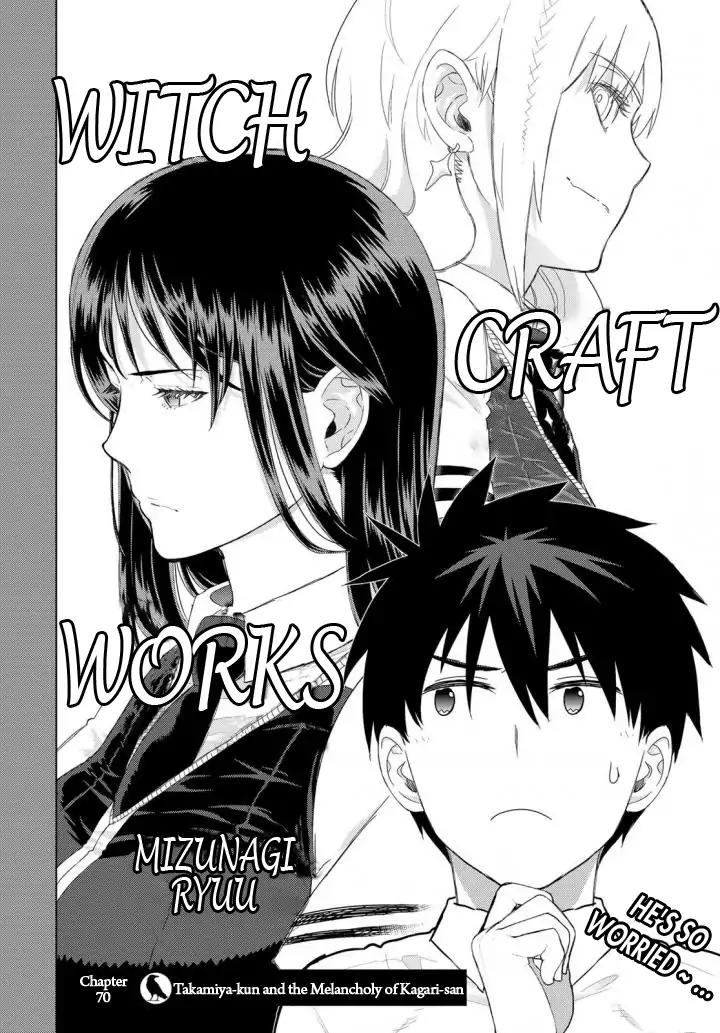 WITCH
CRAFT
WORKS
MIZUNAGI
RYUU
HE'S SO
WORRIED ~ ...
Chapter
70
Takamiya-kun and the Melancholy of Kagari-san